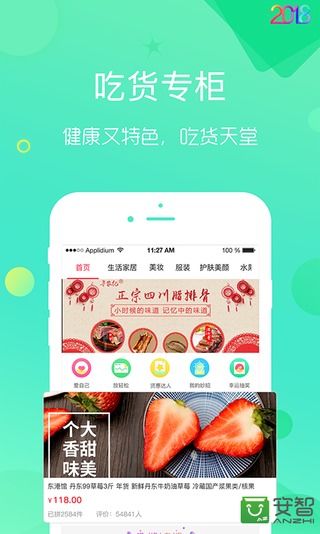 2018
吃货专柜
健康又特色，吃货天堂
Applidium
11:27 AM
首页 生活家居 美妆 服装 护肤美颜 水果
正宗四川腊排骨
小时候的味道 记忆中的味道
爱自己 放轻松 优惠达人 我的妙招 幸运抽奖
个大
香甜
味美
东港馆 丹东99草莓3斤 年货 新鲜丹东牛奶油草莓 冷藏国产浆果类/核果
¥118.00
已拼2584件 评价：54841人
安智
ANZHI